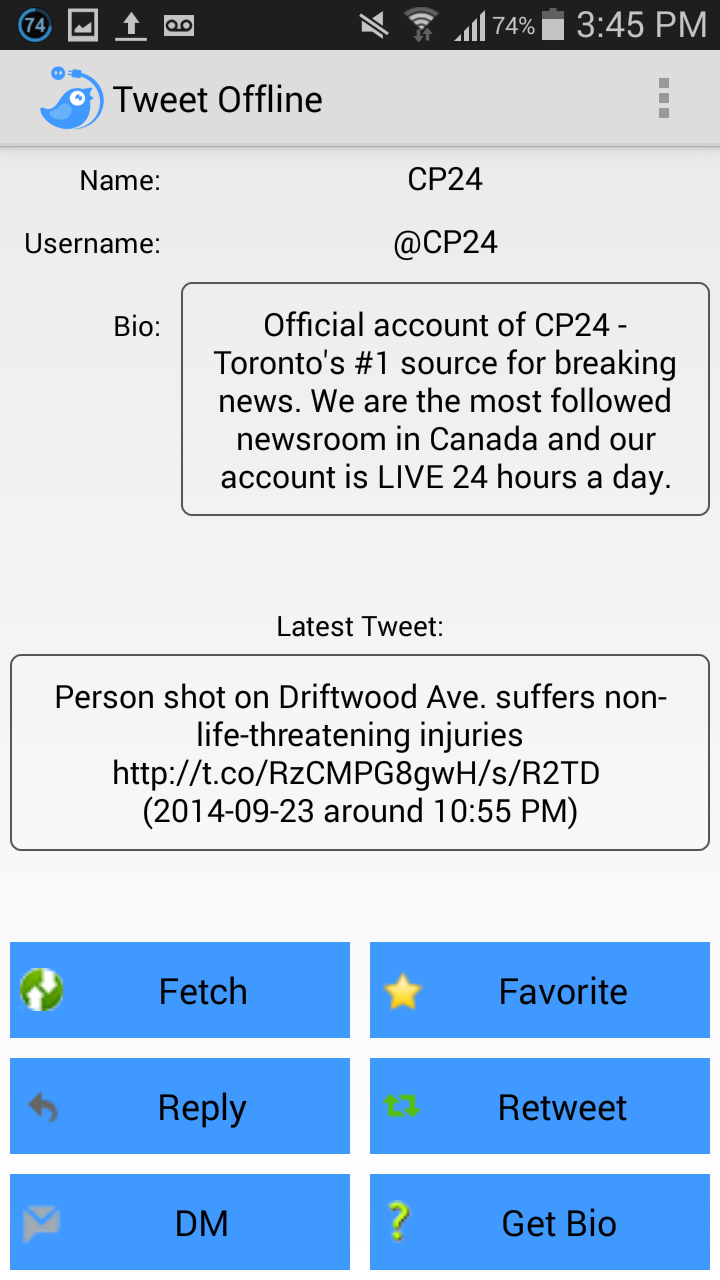 74 74% 3:45 PM
Tweet Offline
Name: CP24
Username: @CP24
Bio: Official account of CP24 -
Toronto's #1 source for breaking
news. We are the most followed
newsroom in Canada and our
account is LIVE 24 hours a day.
Latest Tweet:
Person shot on Driftwood Ave. suffers non-
life-threatening injuries
http://t.co/RzCMPG8gwH/s/R2TD
(2014-09-23 around 10:55 PM)
Fetch Favorite
Reply Retweet
DM Get Bio